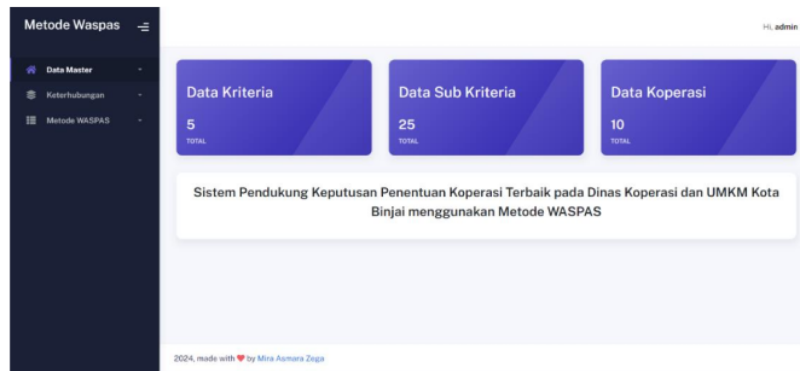 Metode Waspas
Hi, admin
Data Master
Keterhubungan
Metode WASPAS
Data Kriteria
5
TOTAL
Data Sub Kriteria
25
TOTAL
Data Koperasi
10
TOTAL
Sistem Pendukung Keputusan Penentuan Koperasi Terbaik pada Dinas Koperasi dan UMKM Kota
Binjai menggunakan Metode WASPAS
2024, made with ❤ by Mira Asmara Zega